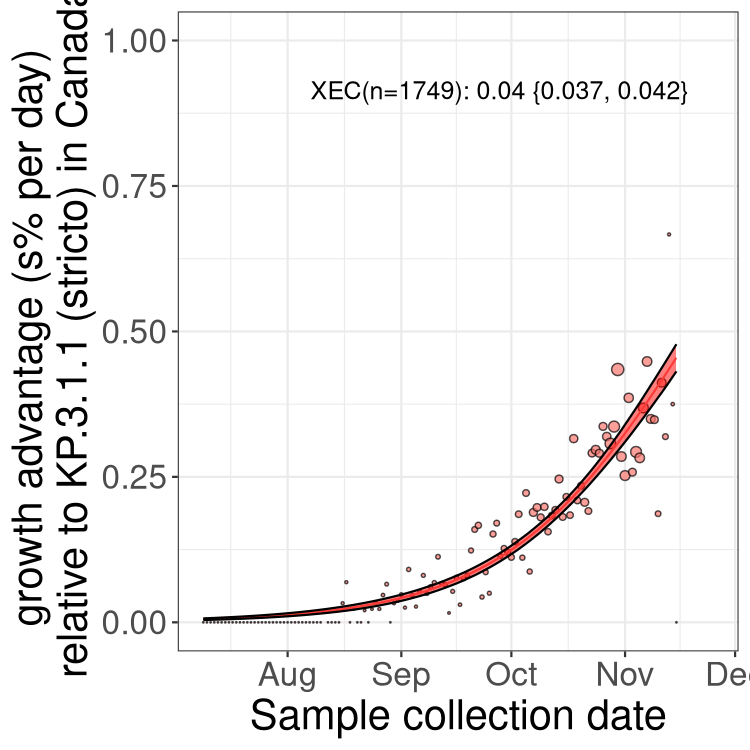 growth advantage (s% per day)
relative to KP.3.1.1 (stricto) in Canada
1.00
0.75
0.50
0.25
0.00
XEC(n=1749): 0.04 {0.037, 0.042}
Aug Sep Oct Nov
Sample collection date